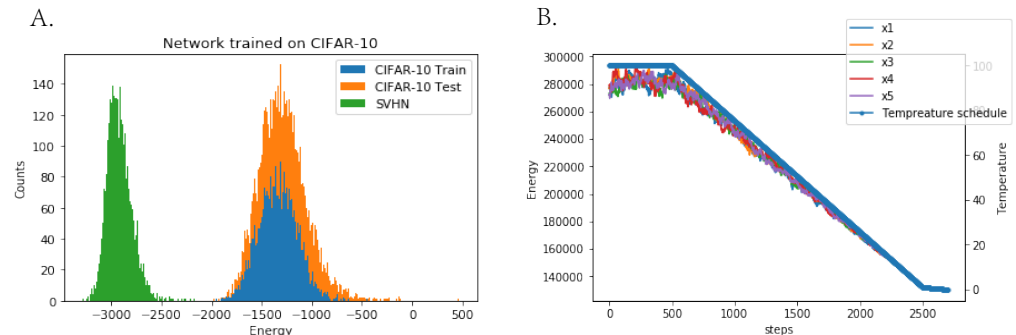 A.
Network trained on CIFAR-10
CIFAR-10 Train
CIFAR-10 Test
SVHN
Counts
140
120
100
80
60
40
20
0
−3000 −2500 −2000 −1500 −1000 −500 0 500
Energy
B.
x1
x2
x3
x4
x5
Tempreature schedule
Energy
300000
280000
260000
240000
220000
200000
180000
160000
140000
0 500 1000 1500 2000 2500
steps
100
80
60
40
20
0
Temperature